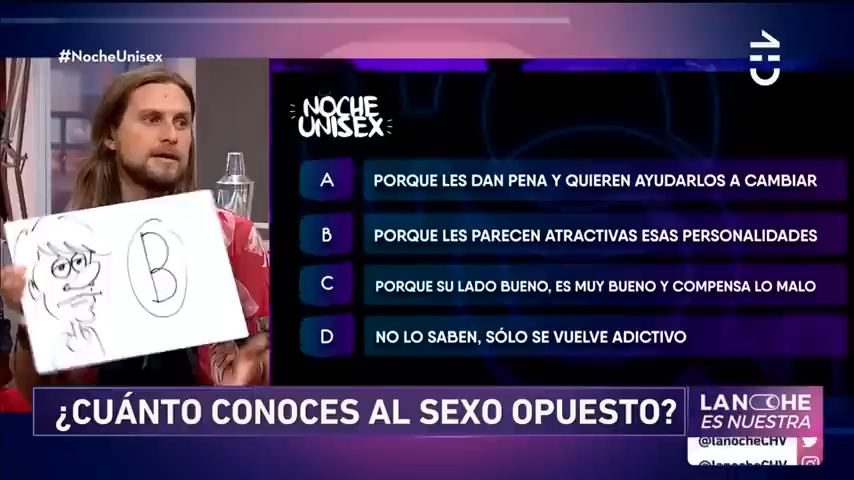 #NocheUnisex
CHV
NOCHE
UNISEX
A PORQUE LES DAN PENA Y QUIEREN AYUDARLOS A CAMBIAR
B PORQUE LES PARECEN ATRACTIVAS ESAS PERSONALIDADES
C PORQUE SU LADO BUENO, ES MUY BUENO Y COMPENSA LO MALO
D NO LO SABEN, SÓLO SE VUELVE ADICTIVO
B
¿CUÁNTO CONOCES AL SEXO OPUESTO?
LA NOCHE
ES NUESTRA
@lanocheCHV
@lanocheCHV